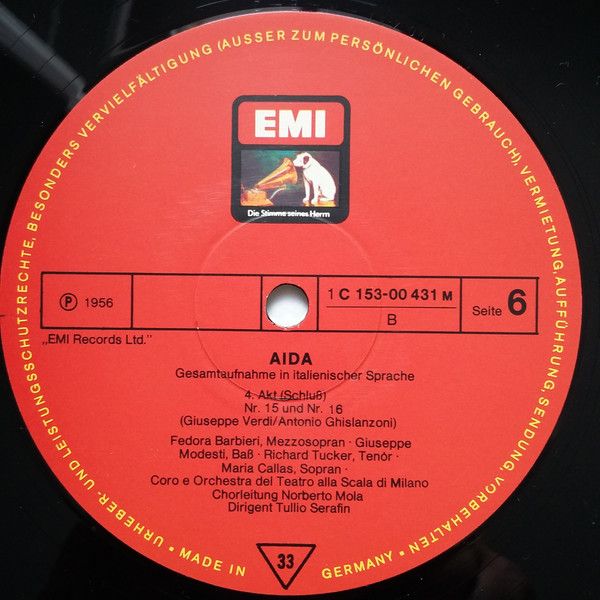 URHEBER- UND LEISTUNGSSCHUTZRECHTE, BESONDERS VERVIELFÄLTIGUNG (AUSSER ZUM PERSÖNLICHEN GEBRAUCH), VERMIETUNG, AUFFÜHRUNG, SENDUNG, VORBEHALTEN •
EMI
Die Stimme seines Herrn
Ⓟ 1956
1 C 153-00 431 M
B
Seite 6
„EMI Records Ltd."
AIDA
Gesamtaufnahme in italienischer Sprache
4. Akt (Schluß)
Nr. 15 und Nr. 16
(Giuseppe Verdi/Antonio Ghislanzoni)
Fedora Barbieri, Mezzosopran · Giuseppe
Modesti, Baß · Richard Tucker, Tenor ·
Maria Callas, Sopran ·
Coro e Orchestra del Teatro alla Scala di Milano
Chorleitung Norberto Mola
Dirigent Tullio Serafin
33
• MADE IN GERMANY •